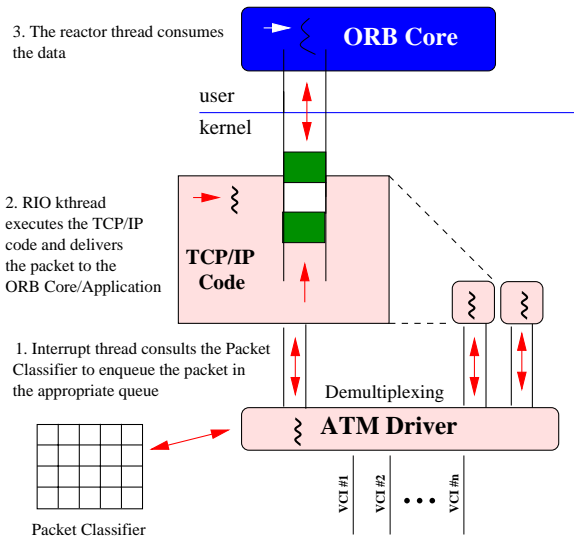 3. The reactor thread consumes
the data
ORB Core
user
kernel
2. RIO kthread
executes the TCP/IP
code and delivers
the packet to the
ORB Core/Application
TCP/IP
Code
1. Interrupt thread consults the Packet
Classifier to enqueue the packet in
the appropriate queue
Demultiplexing
ATM Driver
Packet Classifier
VCI #1
VCI #2
VCI #n